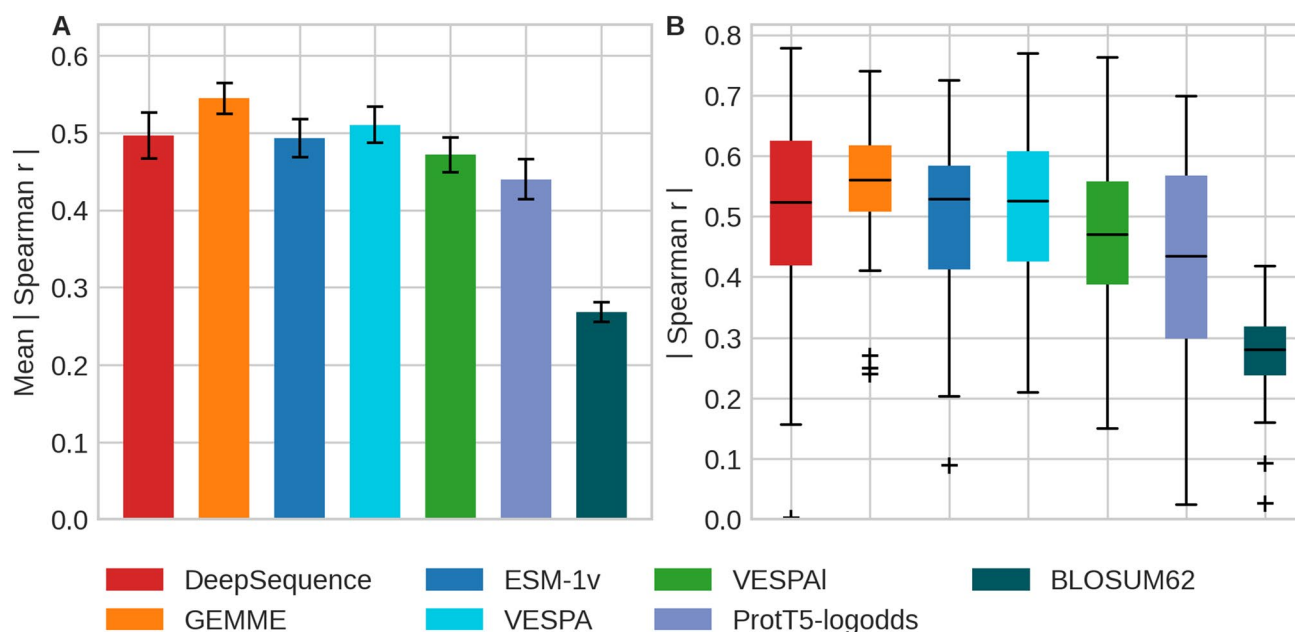 A
0.6
0.5
0.4
0.3
0.2
0.1
0.0
Mean | Spearman r |
B
0.8
0.7
0.6
0.5
0.4
0.3
0.2
0.1
0.0
| Spearman r |
DeepSequence ESM-1v VESPAl BLOSUM62
GEMME VESPA ProtT5-logodds